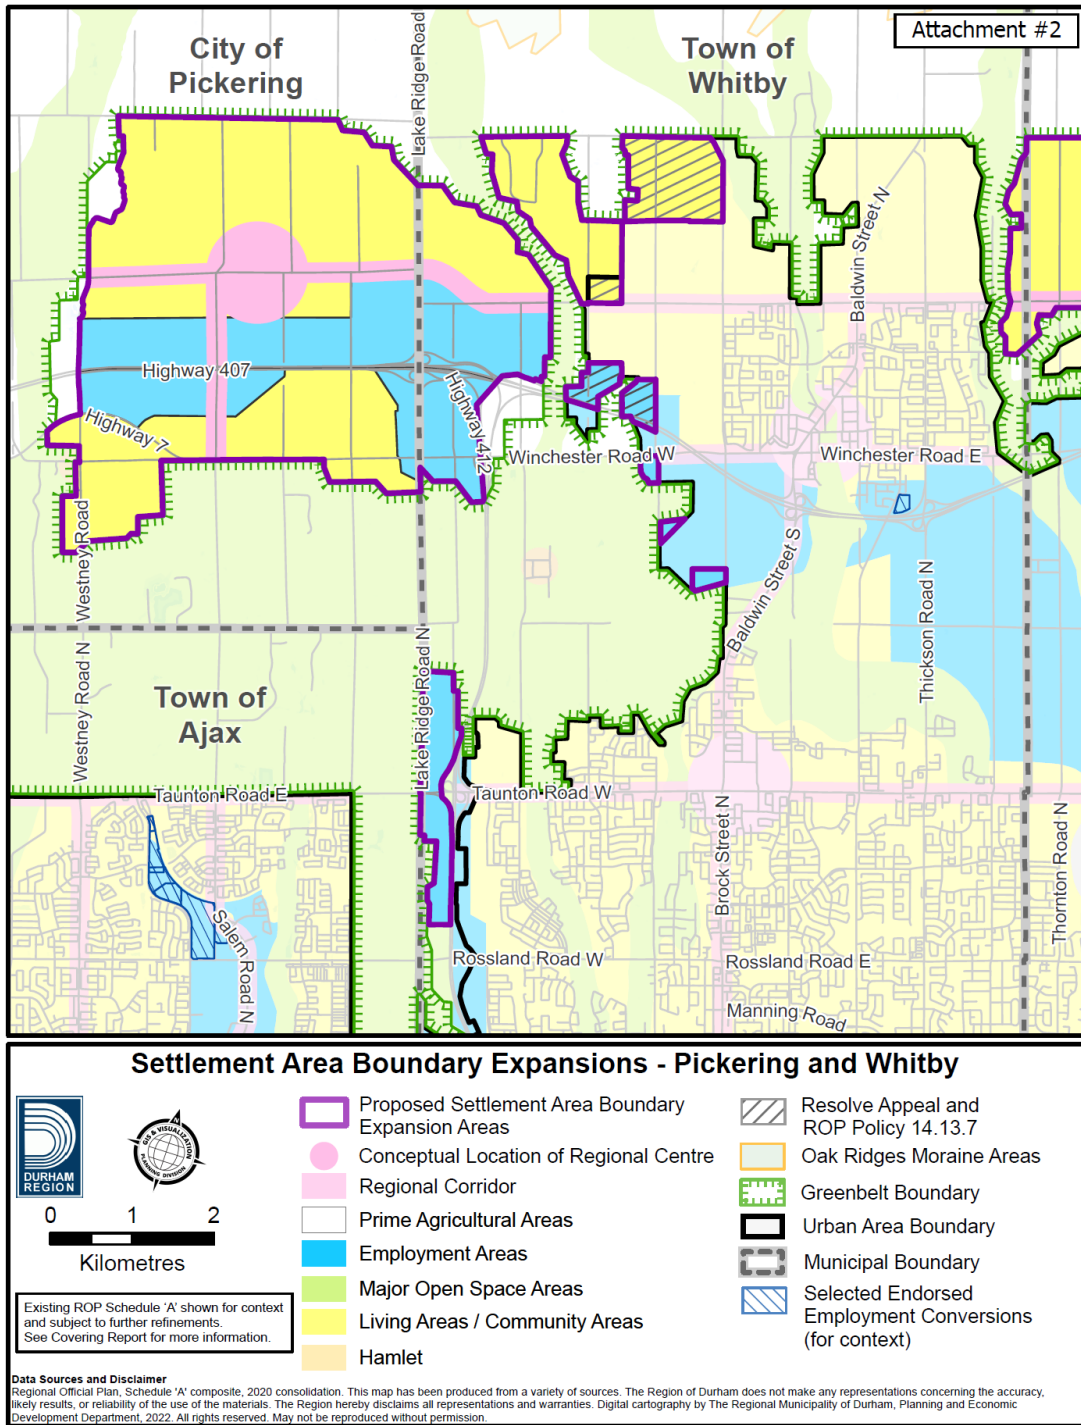 Attachment #2
City of
Pickering
Town of
Whitby
Lake Ridge Road
Baldwin Street N
Highway 407
Highway 412
Highway 7
Winchester Road W
Winchester Road E
Westney Road
Baldwin Street S
Thickson Road N
Westney Road N
Lake Ridge Road N
Town of
Ajax
Taunton Road E
Taunton Road W
Brock Street N
Thornton Road N
Salem Road N
Rossland Road W
Rossland Road E
Manning Road
Settlement Area Boundary Expansions - Pickering and Whitby
DURHAM
REGION
GIS & VISUALIZATION
PLANNING DIVISION
N
0 1 2
Kilometres
Existing ROP Schedule 'A' shown for context
and subject to further refinements.
See Covering Report for more information.
Proposed Settlement Area Boundary
Expansion Areas
Conceptual Location of Regional Centre
Regional Corridor
Prime Agricultural Areas
Employment Areas
Major Open Space Areas
Living Areas / Community Areas
Hamlet
Resolve Appeal and
ROP Policy 14.13.7
Oak Ridges Moraine Areas
Greenbelt Boundary
Urban Area Boundary
Municipal Boundary
Selected Endorsed
Employment Conversions
(for context)
Data Sources and Disclaimer
Regional Official Plan, Schedule 'A' composite, 2020 consolidation. This map has been produced from a variety of sources. The Region of Durham does not make any representations concerning the accuracy,
likely results, or reliability of the use of the materials. The Region hereby disclaims all representations and warranties. Digital cartography by The Regional Municipality of Durham, Planning and Economic
Development Department, 2022. All rights reserved. May not be reproduced without permission.